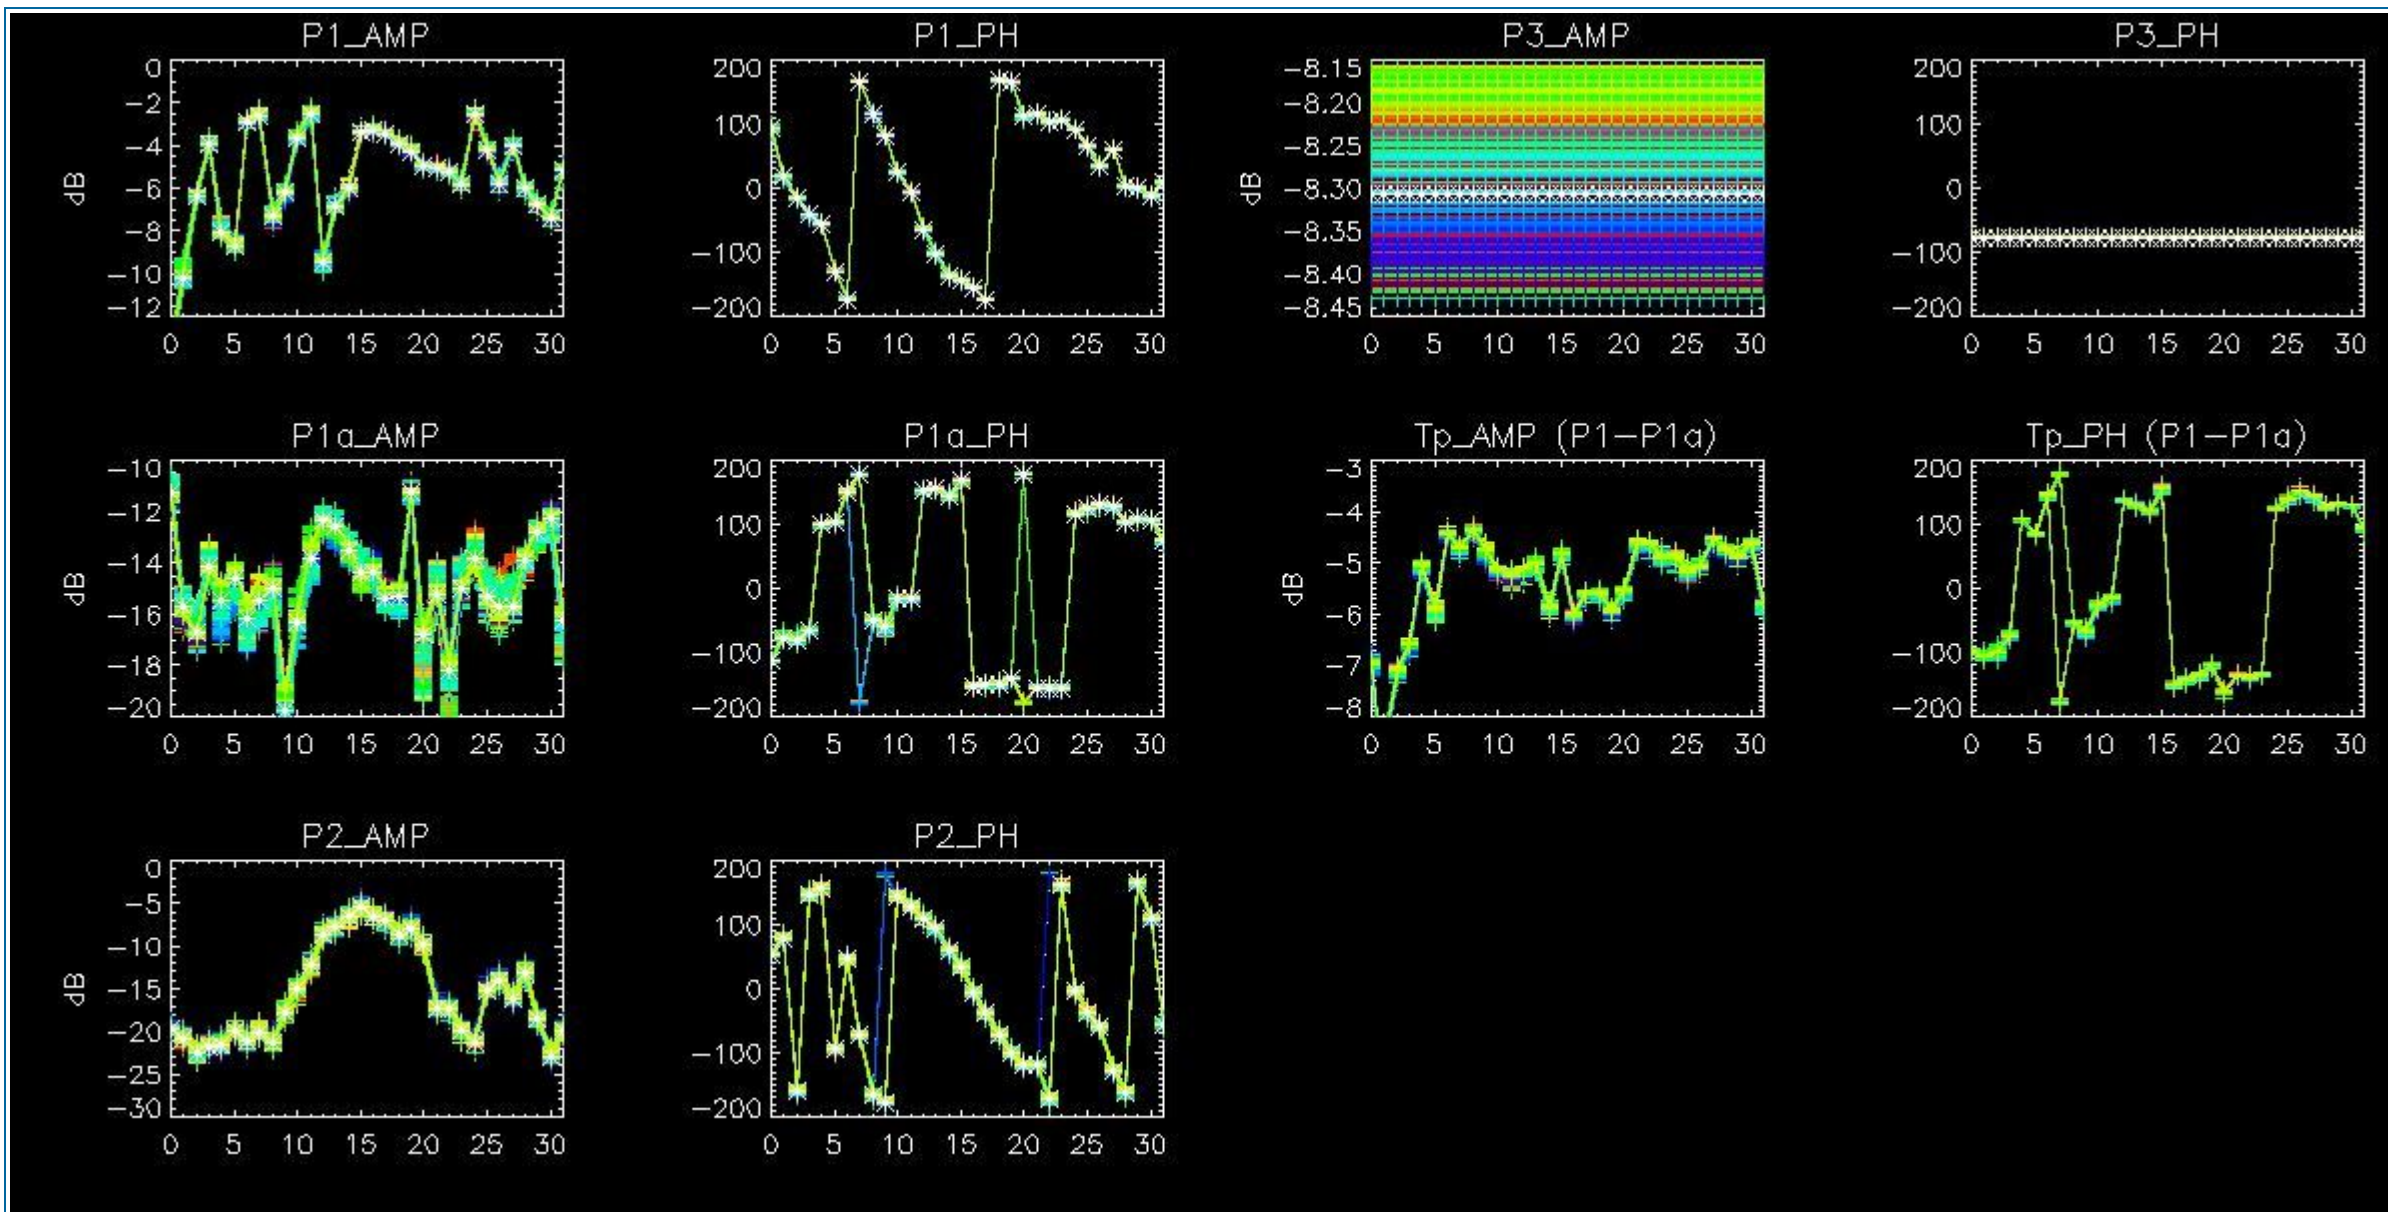 P1_AMP
0
−2
−4
−6
−8
−10
−12
dB
0 5 10 15 20 25 30
P1_PH
200
100
0
−100
−200
0 5 10 15 20 25 30
P3_AMP
−8.15
−8.20
−8.25
−8.30
−8.35
−8.40
−8.45
dB
0 5 10 15 20 25 30
P3_PH
200
100
0
−100
−200
0 5 10 15 20 25 30
P1a_AMP
−10
−12
−14
−16
−18
−20
dB
0 5 10 15 20 25 30
P1a_PH
200
100
0
−100
−200
0 5 10 15 20 25 30
Tp_AMP (P1−P1a)
−3
−4
−5
−6
−7
−8
dB
0 5 10 15 20 25 30
Tp_PH (P1−P1a)
200
100
0
−100
−200
0 5 10 15 20 25 30
P2_AMP
0
−5
−10
−15
−20
−25
−30
dB
0 5 10 15 20 25 30
P2_PH
200
100
0
−100
−200
0 5 10 15 20 25 30